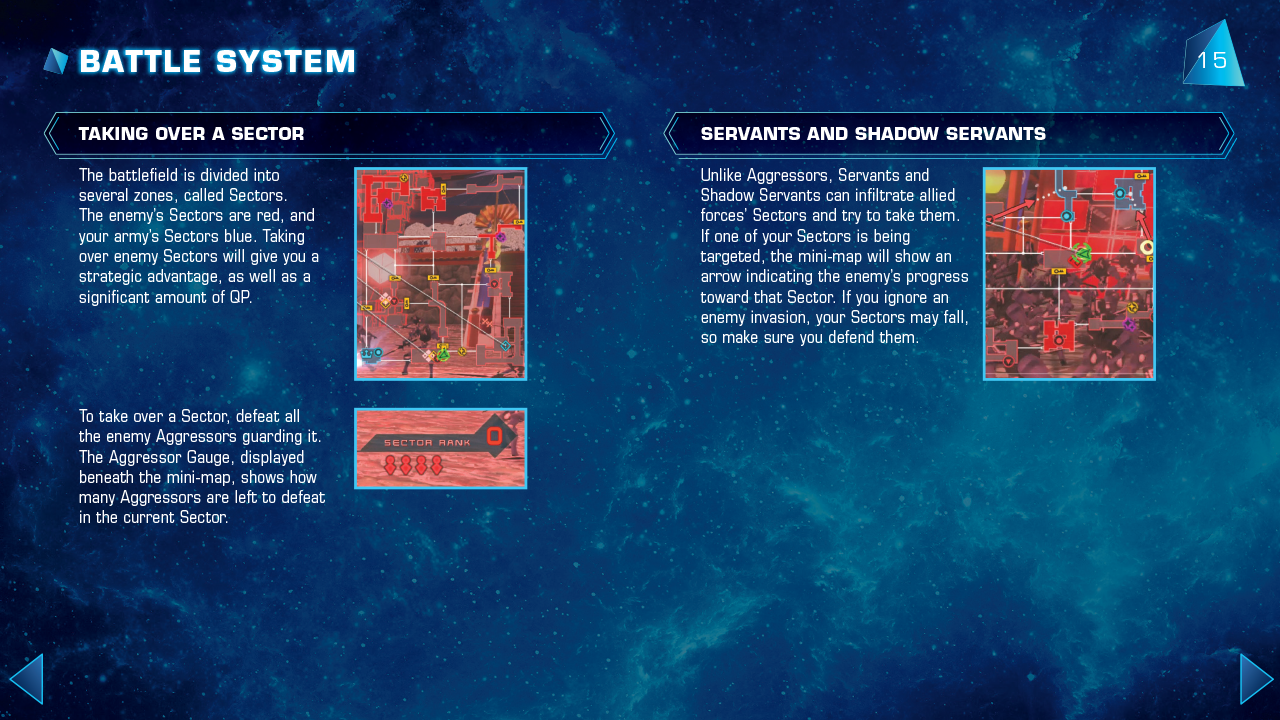 BATTLE SYSTEM
15
TAKING OVER A SECTOR
The battlefield is divided into
several zones, called Sectors.
The enemy's Sectors are red, and
your army's Sectors blue. Taking
over enemy Sectors will give you a
strategic advantage, as well as a
significant amount of QP.
To take over a Sector, defeat all
the enemy Aggressors guarding it.
The Aggressor Gauge, displayed
beneath the mini-map, shows how
many Aggressors are left to defeat
in the current Sector.
SECTOR RANK 0
SERVANTS AND SHADOW SERVANTS
Unlike Aggressors, Servants and
Shadow Servants can infiltrate allied
forces' Sectors and try to take them.
If one of your Sectors is being
targeted, the mini-map will show an
arrow indicating the enemy's progress
toward that Sector. If you ignore an
enemy invasion, your Sectors may fall,
so make sure you defend them.